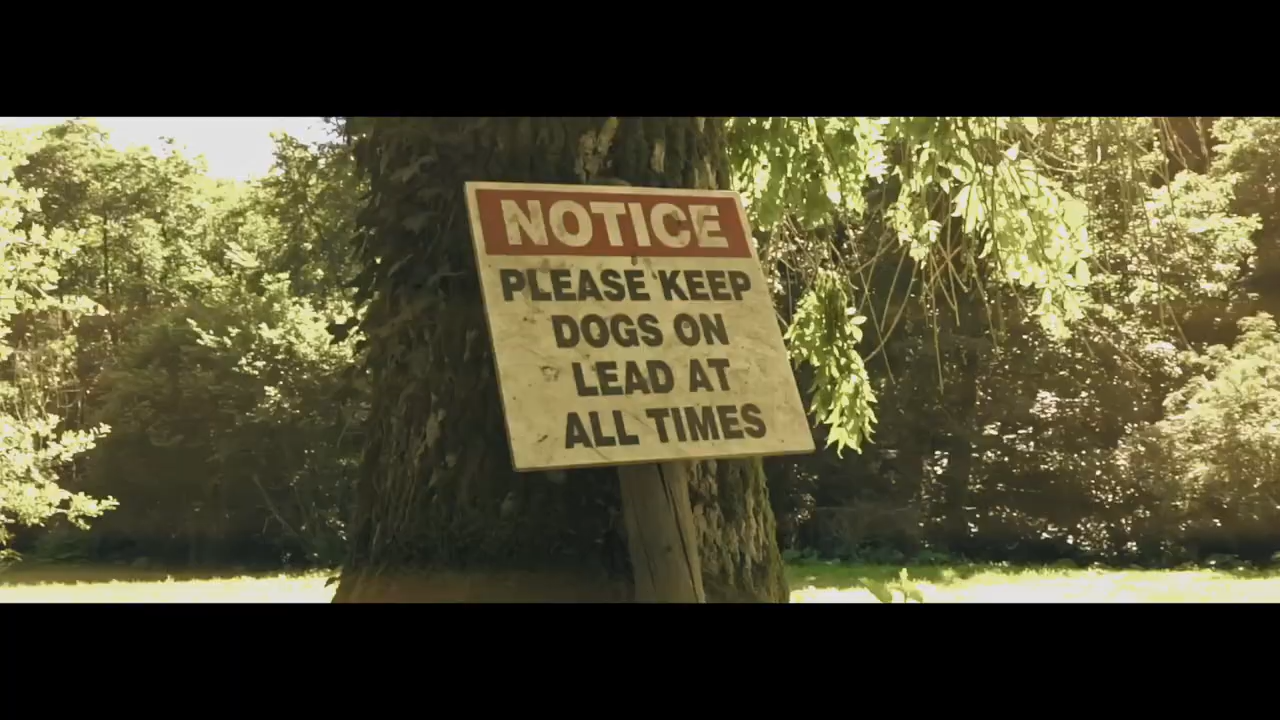 NOTICE
PLEASE KEEP
DOGS ON
LEAD AT
ALL TIMES